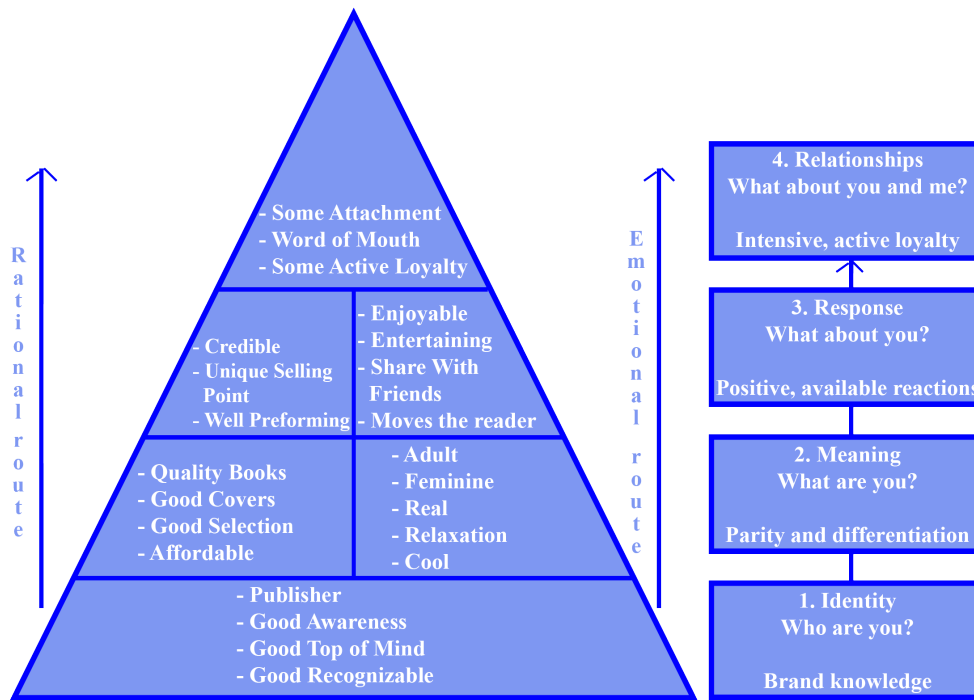 Rational route
- Some Attachment
- Word of Mouth
- Some Active Loyalty
- Credible
- Unique Selling
Point
- Well Preforming
- Enjoyable
- Entertaining
- Share With
Friends
- Moves the reader
- Quality Books
- Good Covers
- Good Selection
- Affordable
- Adult
- Feminine
- Real
- Relaxation
- Cool
- Publisher
- Good Awareness
- Good Top of Mind
- Good Recognizable
Emotional route
4. Relationships
What about you and me?
Intensive, active loyalty
3. Response
What about you?
Positive, available reactions
2. Meaning
What are you?
Parity and differentiation
1. Identity
Who are you?
Brand knowledge